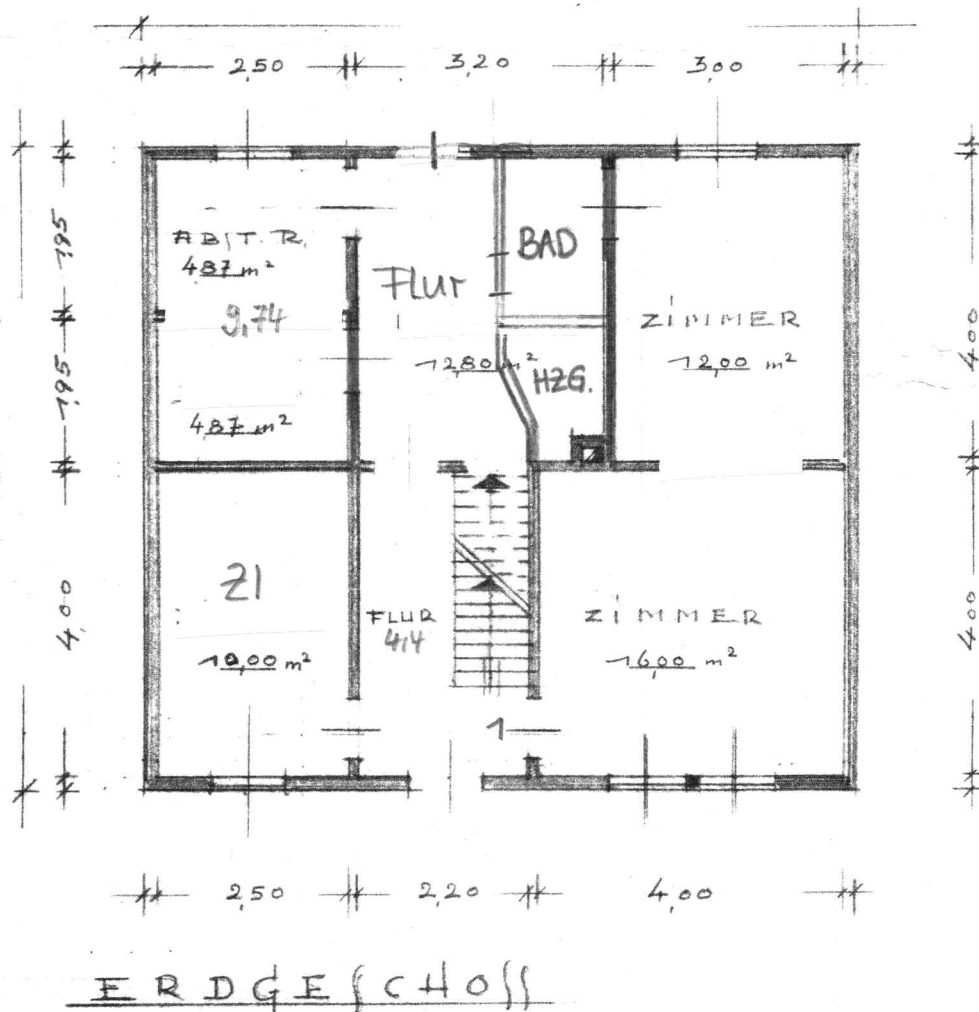 2,50 3,20 3,00
1,95
1,95
4,00
4,00
4,00
ABST. R.
4,87 m²
9,74
4,87 m²
Flur
12,80 m²
BAD
HZG.
ZIMMER
12,00 m²
ZI
10,00 m²
FLUR
4,4
1
ZIMMER
16,00 m²
2,50 2,20 4,00
ERDGESCHOSS